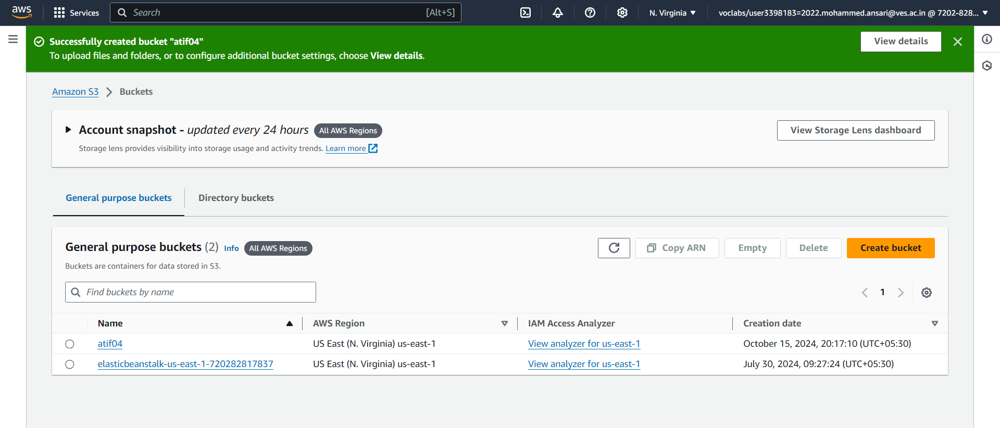 aws Services Search [Alt+S] N. Virginia voclabs/user3398183=2022.mohammed.ansari@ves.ac.in @ 7202-828...
Successfully created bucket "atif04"
To upload files and folders, or to configure additional bucket settings, choose View details.
View details
Amazon S3 > Buckets
Account snapshot - updated every 24 hours All AWS Regions
Storage lens provides visibility into storage usage and activity trends. Learn more
View Storage Lens dashboard
General purpose buckets Directory buckets
General purpose buckets (2) Info All AWS Regions
Buckets are containers for data stored in S3.
Copy ARN Empty Delete Create bucket
Find buckets by name
1
Name AWS Region IAM Access Analyzer Creation date
atif04 US East (N. Virginia) us-east-1 View analyzer for us-east-1 October 15, 2024, 20:17:10 (UTC+05:30)
elasticbeanstalk-us-east-1-720282817837 US East (N. Virginia) us-east-1 View analyzer for us-east-1 July 30, 2024, 09:27:24 (UTC+05:30)